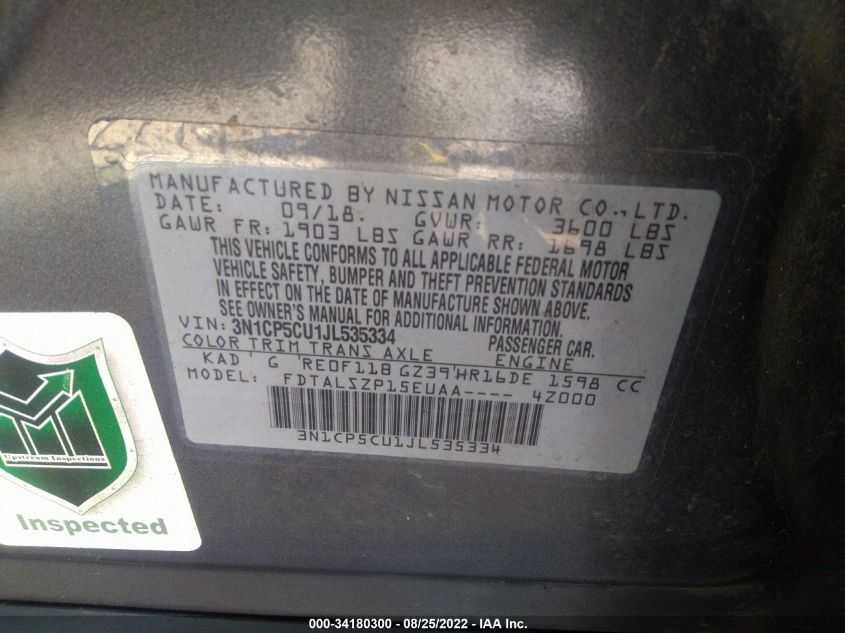 MANUFACTURED BY NISSAN MOTOR CO., LTD.
DATE: 09/18. GVWR: 3600 LBS
GAWR FR: 1903 LBS GAWR RR: 1698 LBS
THIS VEHICLE CONFORMS TO ALL APPLICABLE FEDERAL MOTOR
VEHICLE SAFETY, BUMPER AND THEFT PREVENTION STANDARDS
IN EFFECT ON THE DATE OF MANUFACTURE SHOWN ABOVE.
SEE OWNER'S MANUAL FOR ADDITIONAL INFORMATION.
VIN: 3N1CP5CU1JL535334 PASSENGER CAR.
COLOR TRIM TRANS AXLE ENGINE
KAD G RE0F11B GZ39 HR16DE 1598 CC
MODEL: FDTALSZP15EUAA---- 4Z000
3N1CP5CU1JL535334
Upstream Inspections
Inspected
000-34180300 - 08/25/2022 - IAA Inc.